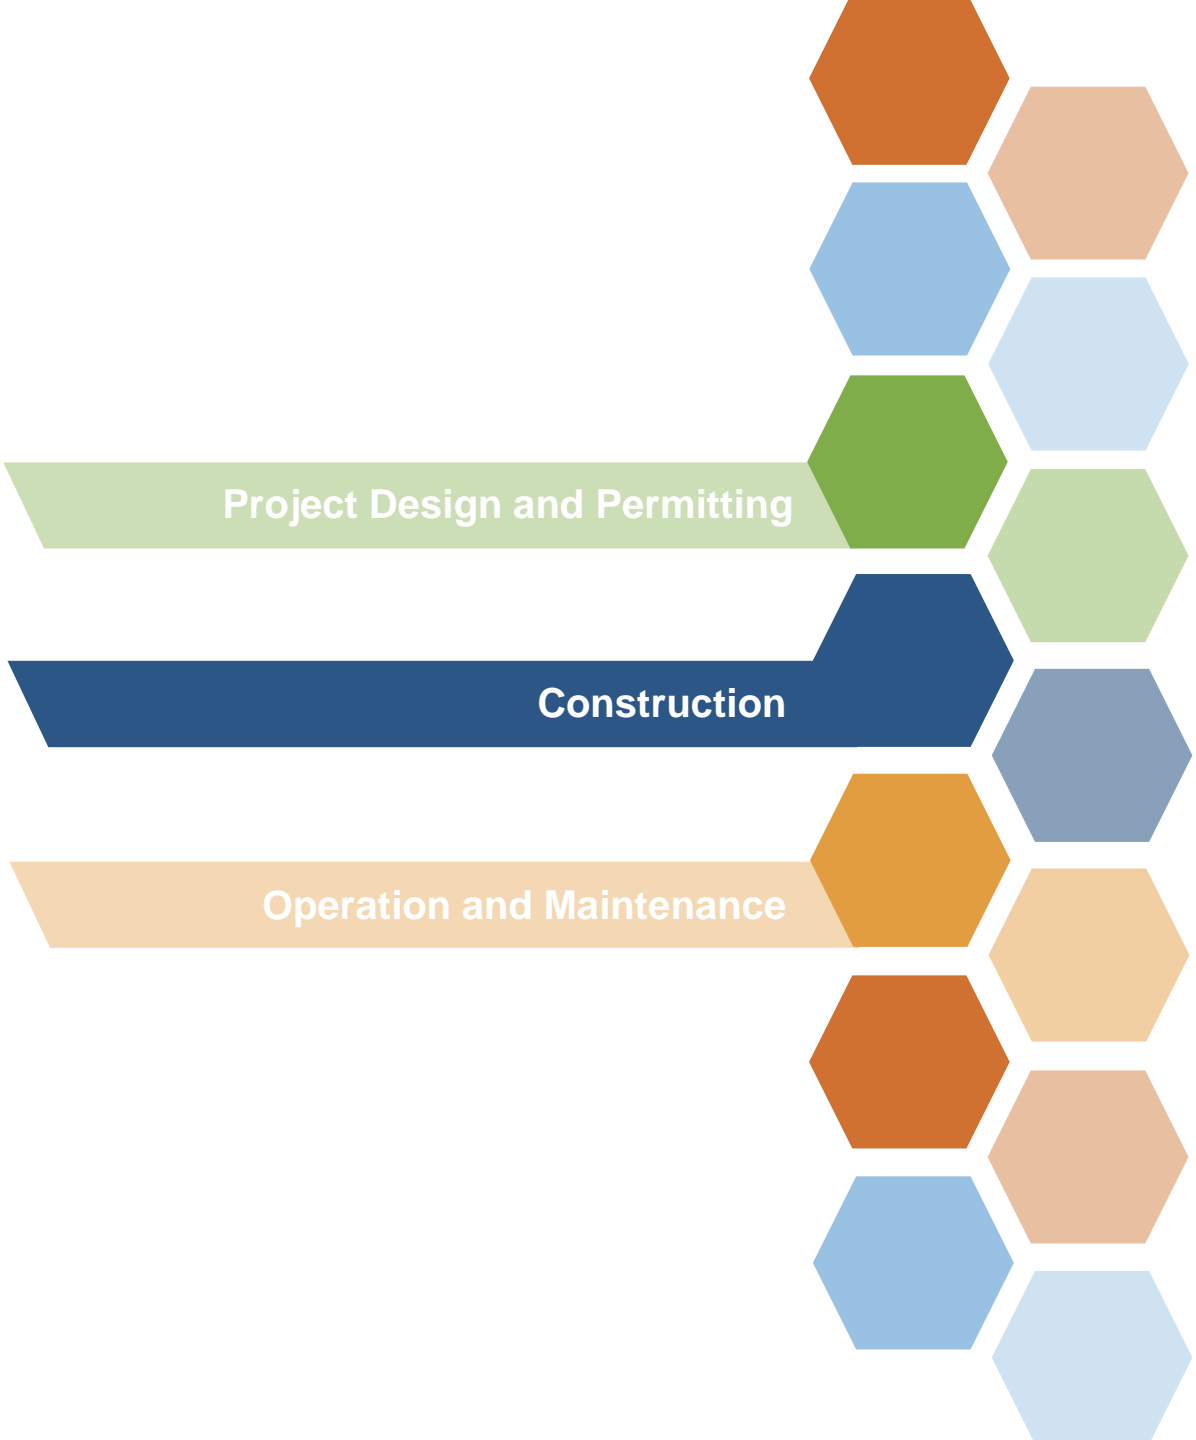 Project Design and Permitting
Construction
Operation and Maintenance